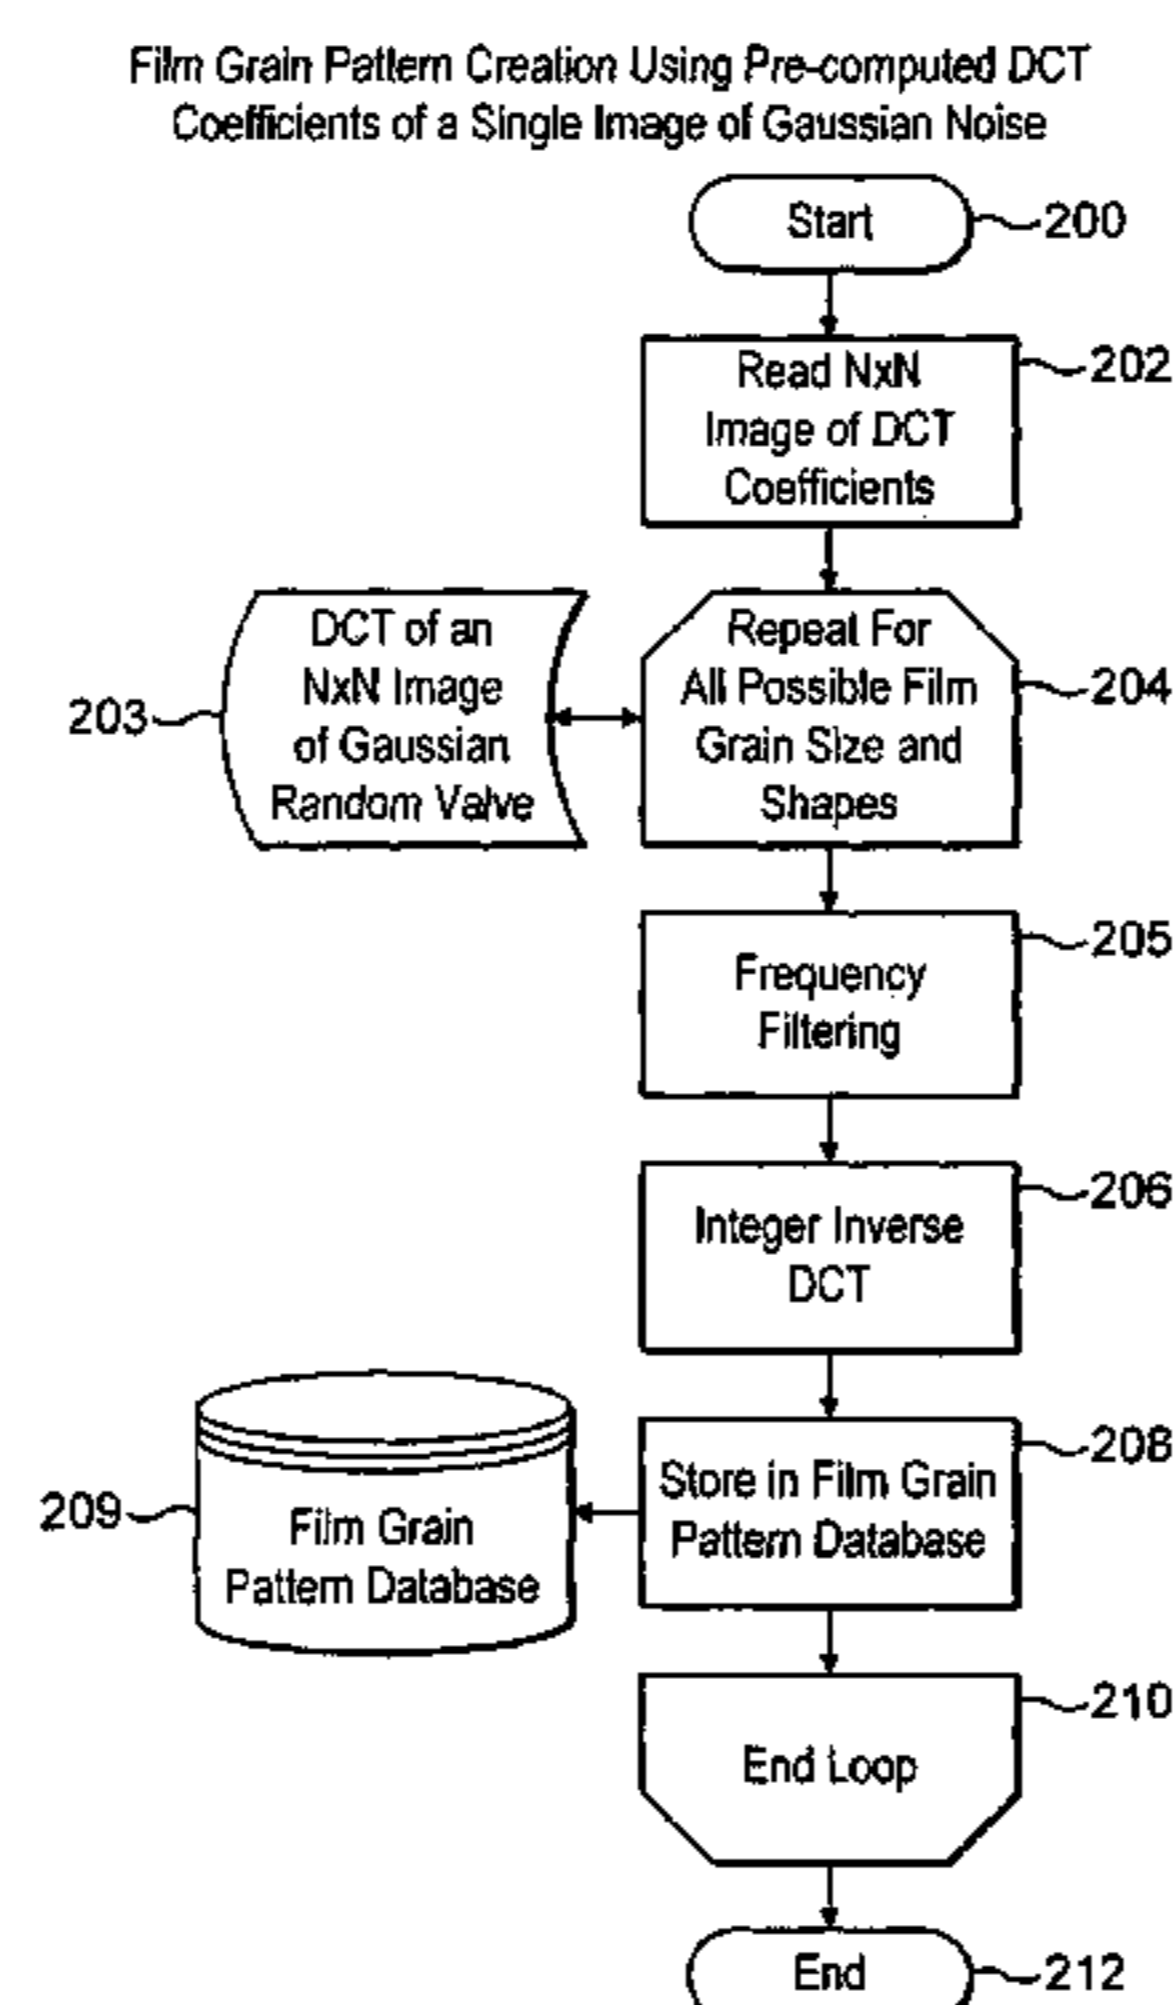 Film Grain Pattern Creation Using Pre-computed DCT
Coefficients of a Single Image of Gaussian Noise
Start
200
Read NxN
Image of DCT
Coefficients
202
DCT of an
NxN Image
of Gaussian
Random Valve
203
Repeat For
All Possible Film
Grain Size and
Shapes
204
Frequency
Filtering
205
Integer Inverse
DCT
206
Store in Film Grain
Pattern Database
208
Film Grain
Pattern Database
209
End Loop
210
End
212